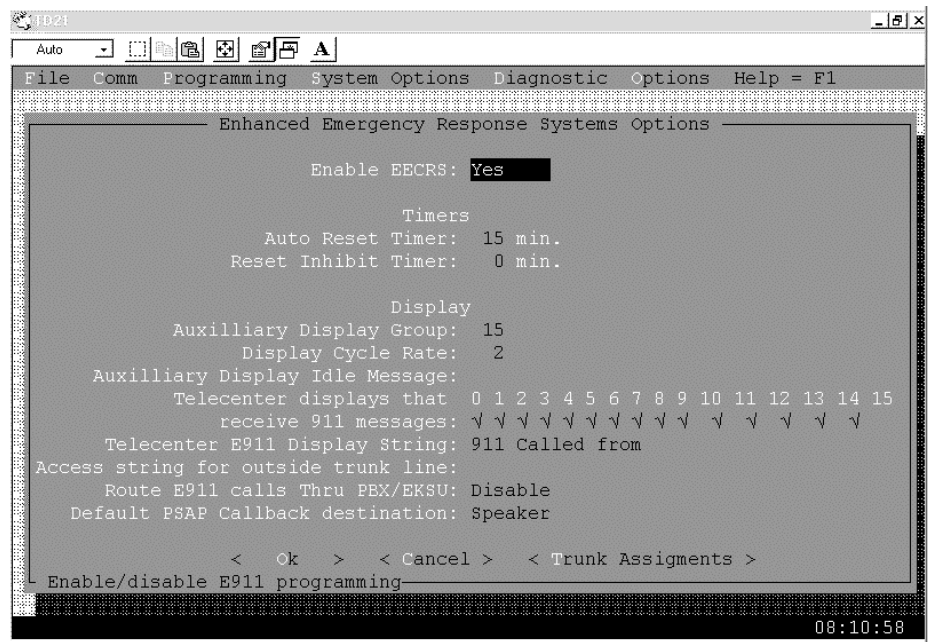 TD21
Auto A
File Comm Programming System Options Diagnostic Options Help = F1
Enhanced Emergency Response Systems Options
Enable EECRS: Yes
Timers
Auto Reset Timer: 15 min.
Reset Inhibit Timer: 0 min.
Display
Auxilliary Display Group: 15
Display Cycle Rate: 2
Auxilliary Display Idle Message:
Telecenter displays that 0 1 2 3 4 5 6 7 8 9 10 11 12 13 14 15
receive 911 messages: √ √ √ √ √ √ √ √ √ √ √ √ √ √ √
Telecenter E911 Display String: 911 Called from
Access string for outside trunk line:
Route E911 calls Thru PBX/EKSU: Disable
Default PSAP Callback destination: Speaker
< Ok > < Cancel > < Trunk Assigments >
Enable/disable E911 programming
08:10:58